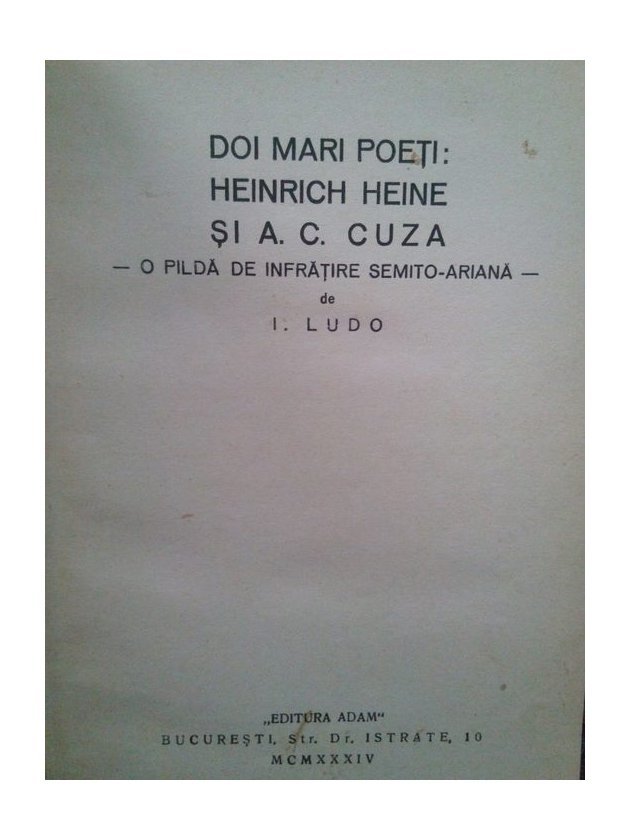 DOI MARI POEȚI:
HEINRICH HEINE
ȘI A. C. CUZA
— O PILDĂ DE INFRĂȚIRE SEMITO-ARIANĂ —
de
I. LUDO
„EDITURA ADAM“
BUCUREȘTI, Str. Dr. ISTRATE, 10
MCMXXXIV